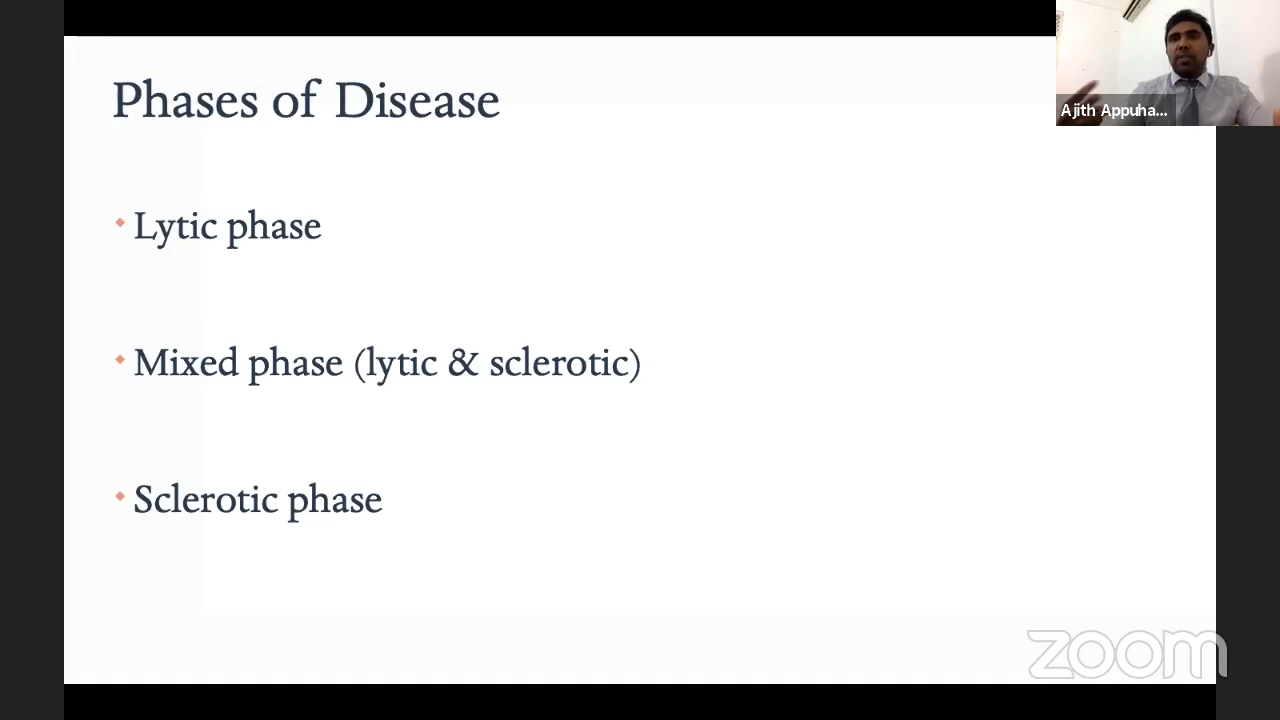 Phases of Disease
Ajith Appuha...
Lytic phase
Mixed phase (lytic & sclerotic)
Sclerotic phase
zoom